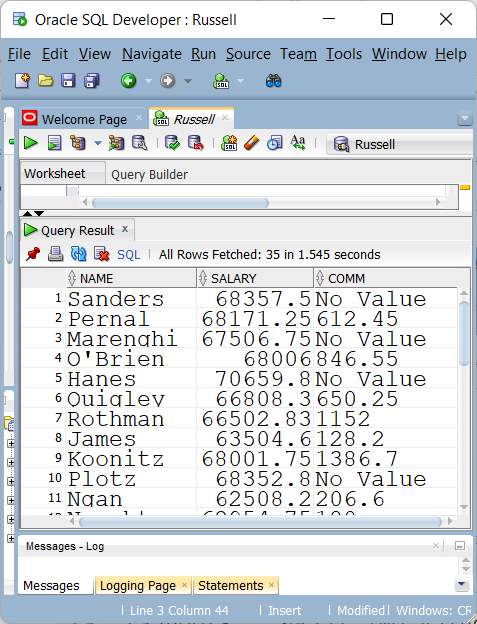 Oracle SQL Developer : Russell
File Edit View Navigate Run Source Team Tools Window Help
SQL
Welcome Page × SQL Russell ×
SQL Aa Russell
Worksheet Query Builder
Query Result ×
SQL | All Rows Fetched: 35 in 1.545 seconds
NAME SALARY COMM
1 Sanders 68357.5 No Value
2 Pernal 68171.25 612.45
3 Marenghi 67506.75 No Value
4 O'Brien 68006 846.55
5 Hanes 70659.8 No Value
6 Quigley 66808.3 650.25
7 Rothman 66502.83 1152
8 James 63504.6 128.2
9 Koonitz 68001.75 1386.7
10 Plotz 68352.8 No Value
11 Ngan 62508.2 206.6
Messages - Log
Messages Logging Page × Statements ×
| Line 3 Column 44 | Insert | Modified | Windows: CR